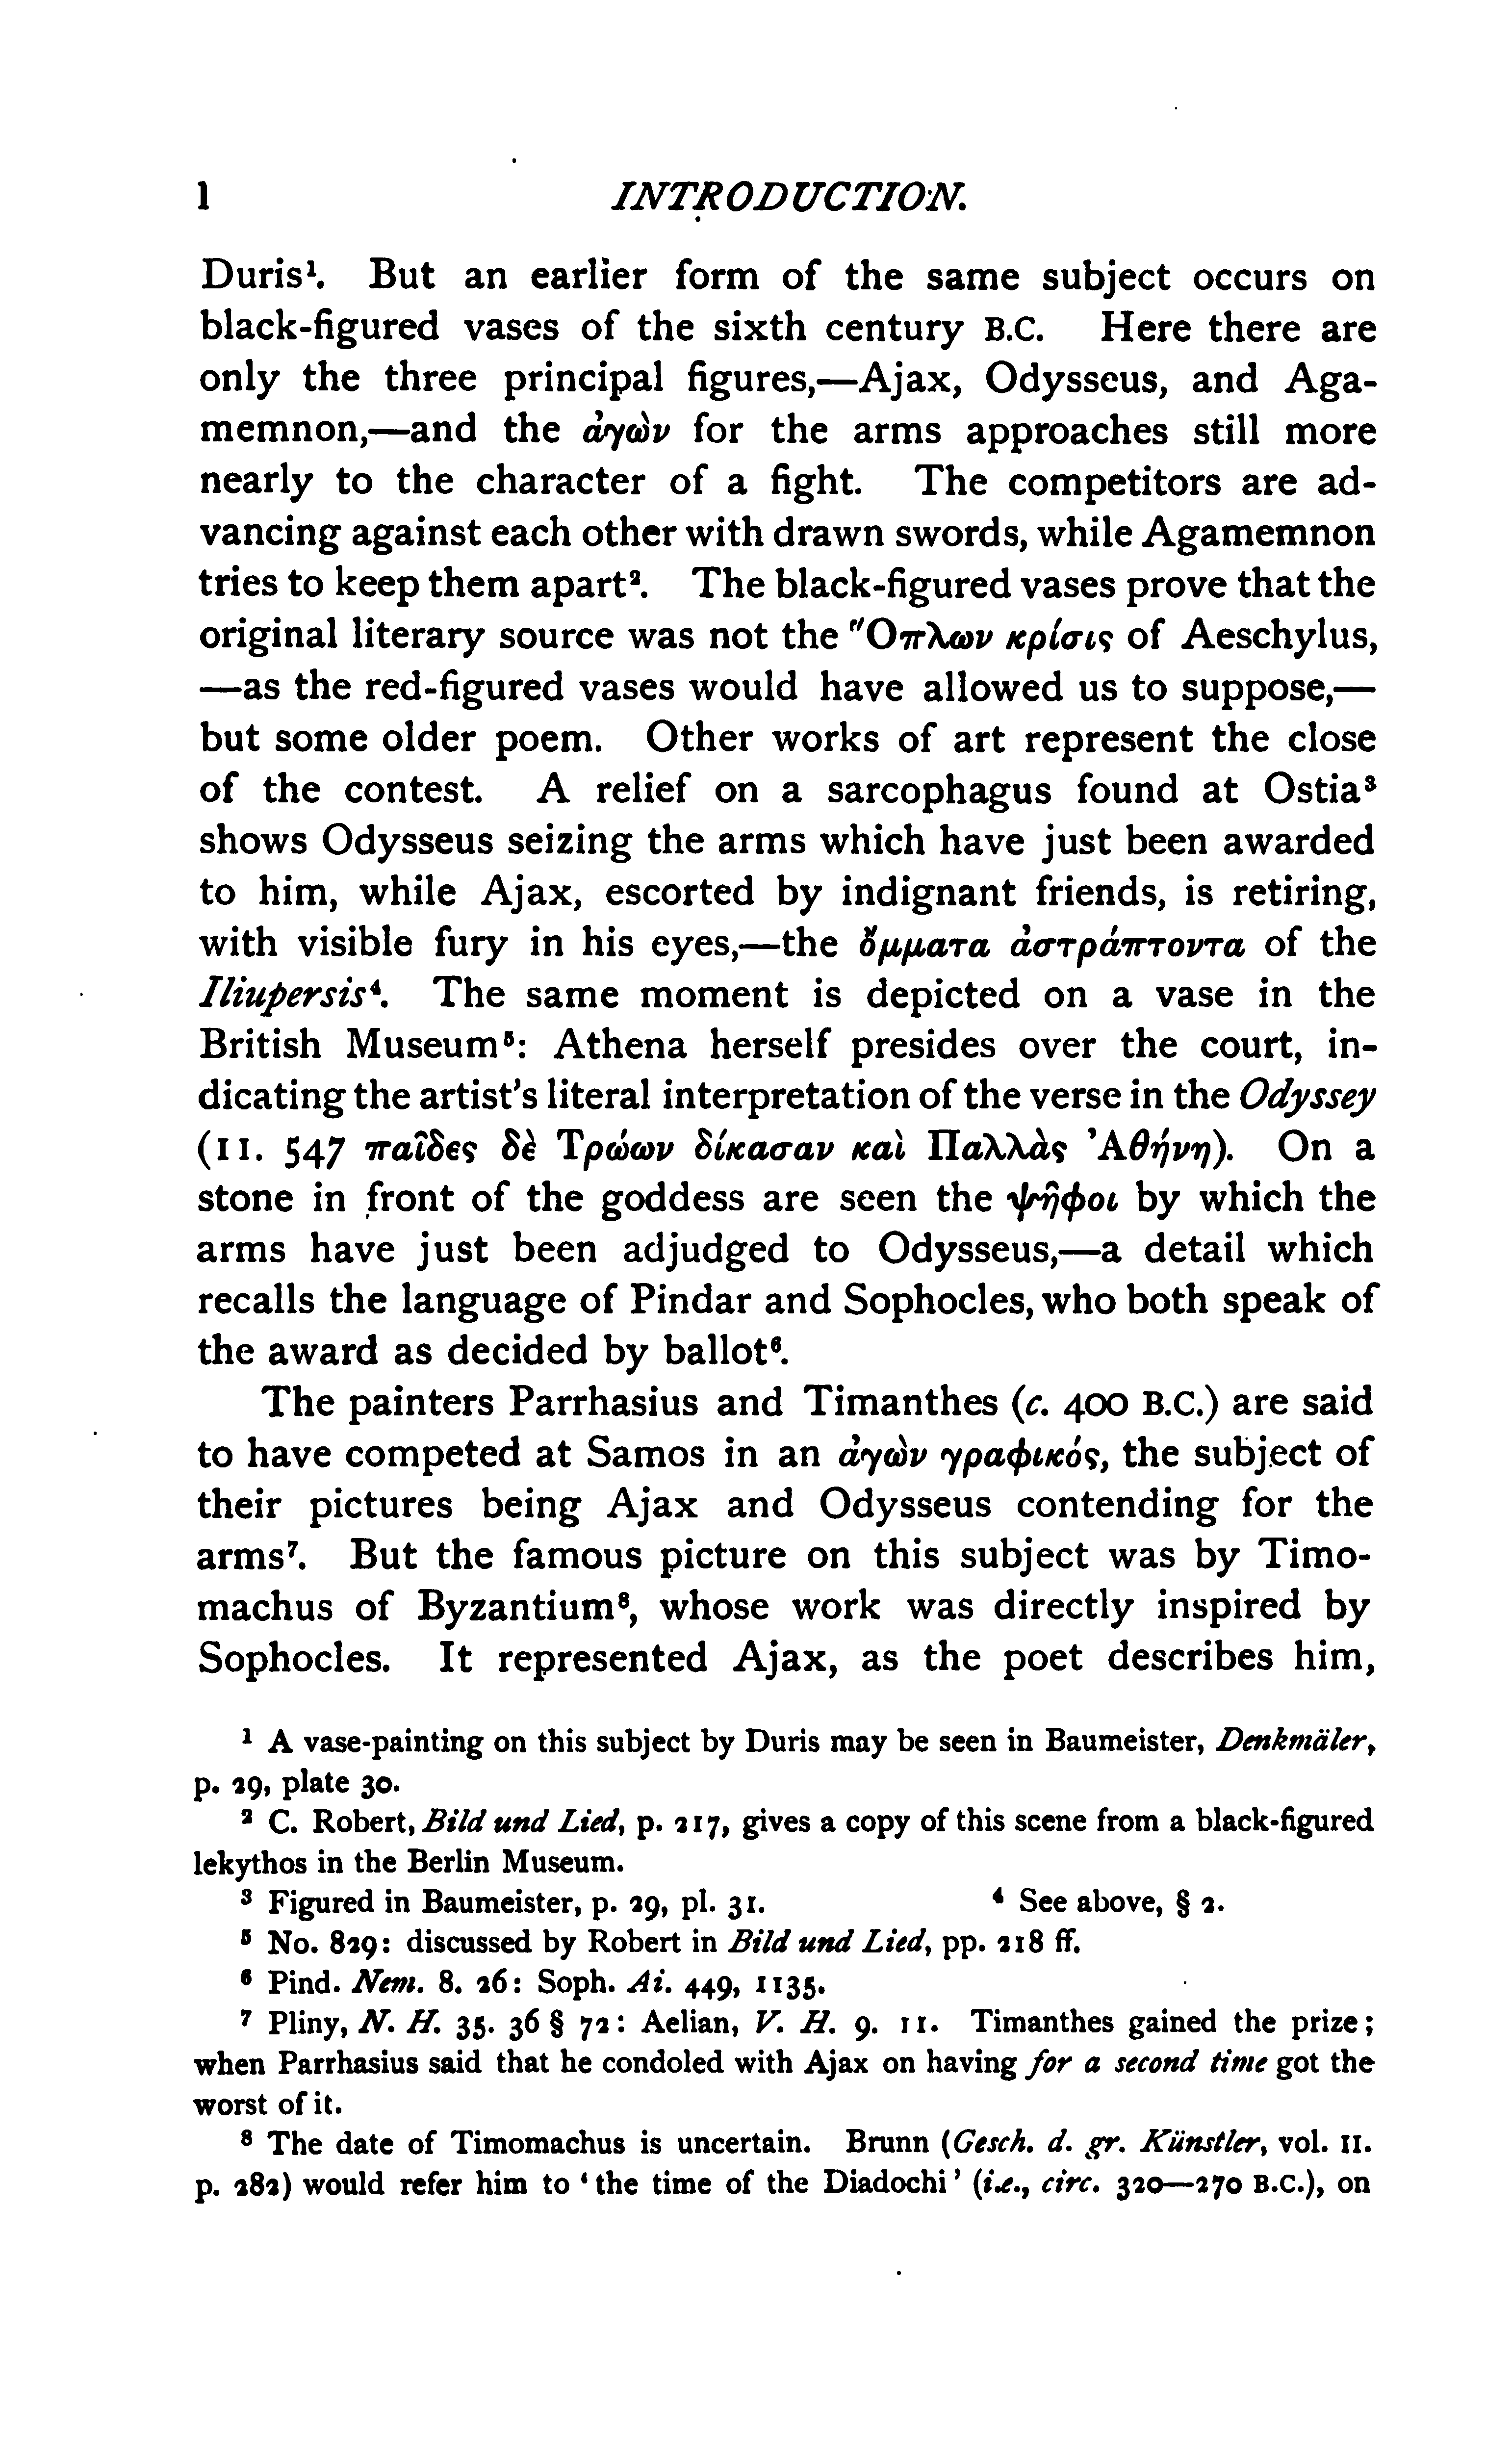 l INTRODUCTION.
Duris¹. But an earlier form of the same subject occurs on
black-figured vases of the sixth century B.C. Here there are
only the three principal figures,—Ajax, Odysseus, and Aga-
memnon,—and the ἀγὼν for the arms approaches still more
nearly to the character of a fight. The competitors are ad-
vancing against each other with drawn swords, while Agamemnon
tries to keep them apart². The black-figured vases prove that the
original literary source was not the Ὅπλων κρίσις of Aeschylus,
—as the red-figured vases would have allowed us to suppose,—
but some older poem. Other works of art represent the close
of the contest. A relief on a sarcophagus found at Ostia³
shows Odysseus seizing the arms which have just been awarded
to him, while Ajax, escorted by indignant friends, is retiring,
with visible fury in his eyes,—the ὄμματα ἀστράπτοντα of the
Iliupersis⁴. The same moment is depicted on a vase in the
British Museum⁵: Athena herself presides over the court, in-
dicating the artist's literal interpretation of the verse in the Odyssey
(11. 547 παῖδες δὲ Τρώων δίκασαν καὶ Παλλὰς Ἀθήνη). On a
stone in front of the goddess are seen the ψῆφοι by which the
arms have just been adjudged to Odysseus,—a detail which
recalls the language of Pindar and Sophocles, who both speak of
the award as decided by ballot⁶.
The painters Parrhasius and Timanthes (c. 400 B.C.) are said
to have competed at Samos in an ἀγὼν γραφικός, the subject of
their pictures being Ajax and Odysseus contending for the
arms⁷. But the famous picture on this subject was by Timo-
machus of Byzantium⁸, whose work was directly inspired by
Sophocles. It represented Ajax, as the poet describes him,
¹ A vase-painting on this subject by Duris may be seen in Baumeister, Denkmäler,
p. 29, plate 30.
² C. Robert, Bild und Lied, p. 217, gives a copy of this scene from a black-figured
lekythos in the Berlin Museum.
³ Figured in Baumeister, p. 29, pl. 31. ⁴ See above, § 2.
⁵ No. 829: discussed by Robert in Bild und Lied, pp. 218 ff.
⁶ Pind. Nem. 8. 26: Soph. Ai. 449, 1135.
⁷ Pliny, N. H. 35. 36 § 72: Aelian, V. H. 9. 11. Timanthes gained the prize;
when Parrhasius said that he condoled with Ajax on having for a second time got the
worst of it.
⁸ The date of Timomachus is uncertain. Brunn (Gesch. d. gr. Künstler, vol. II.
p. 282) would refer him to 'the time of the Diadochi' (i.e., circ. 320—270 B.C.), on